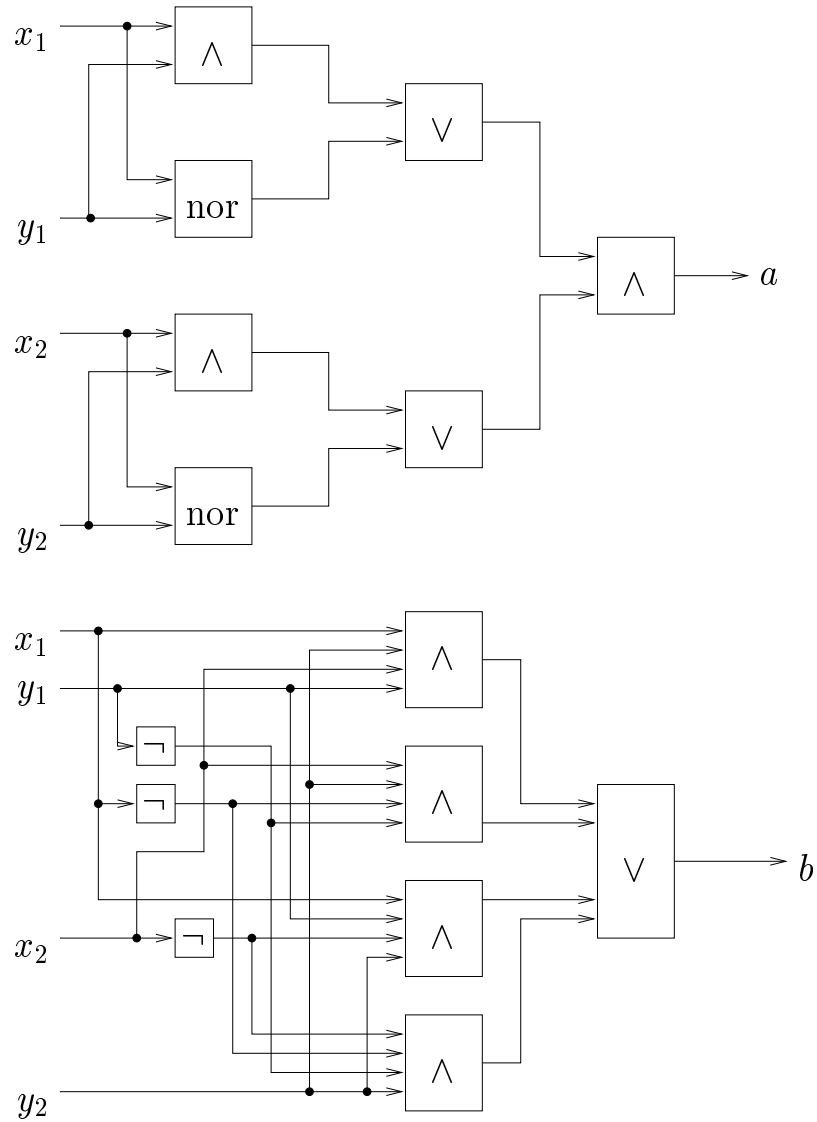 x₁
∧
∨
nor
y₁
∧
a
x₂
∧
∨
nor
y₂
x₁
∧
y₁
¬
¬
∧
∨
b
x₂
¬
∧
∧
y₂